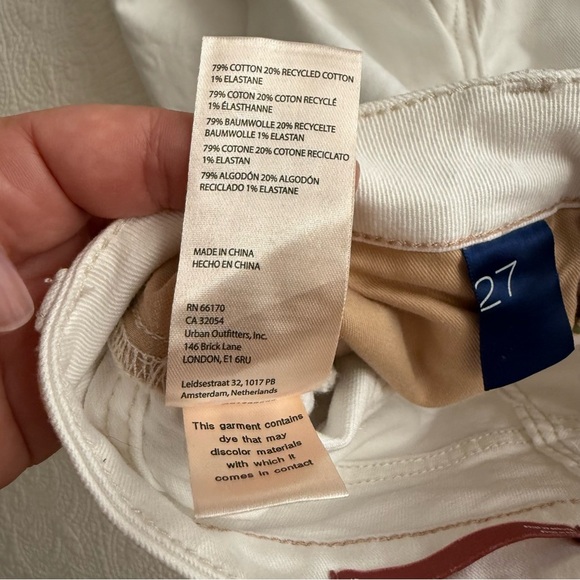 79% COTTON 20% RECYCLED COTTON
1% ELASTANE
79% COTON 20% COTON RECYCLÉ
1% ÉLASTHANNE
79% BAUMWOLLE 20% RECYCELTE
BAUMWOLLE 1% ELASTAN
79% COTONE 20% COTONE RICICLATO
1% ELASTAN
79% ALGODÓN 20% ALGODÓN
RECICLADO 1% ELASTANE
MADE IN CHINA
HECHO EN CHINA
RN 66170
CA 32054
Urban Outfitters, Inc.
146 Brick Lane
LONDON, E1 6RU
Leidsestraat 32, 1017 PB
Amsterdam, Netherlands
This garment contains
dye that may
discolor materials
with which it
comes in contact
27